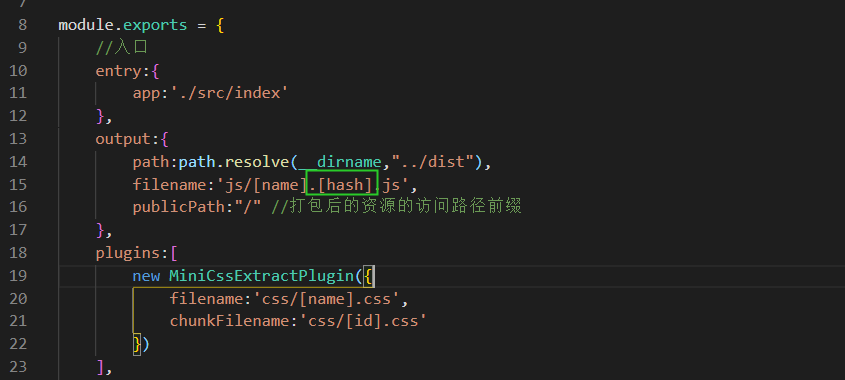 7
8 module.exports = {
9 //入口
10 entry:{
11 app:'./src/index'
12 },
13 output:{
14 path:path.resolve(__dirname,"../dist"),
15 filename:'js/[name].[hash].js',
16 publicPath:"/" //打包后的资源的访问路径前缀
17 },
18 plugins:[
19 new MiniCssExtractPlugin({
20 filename:'css/[name].css',
21 chunkFilename:'css/[id].css'
22 })
23 ],